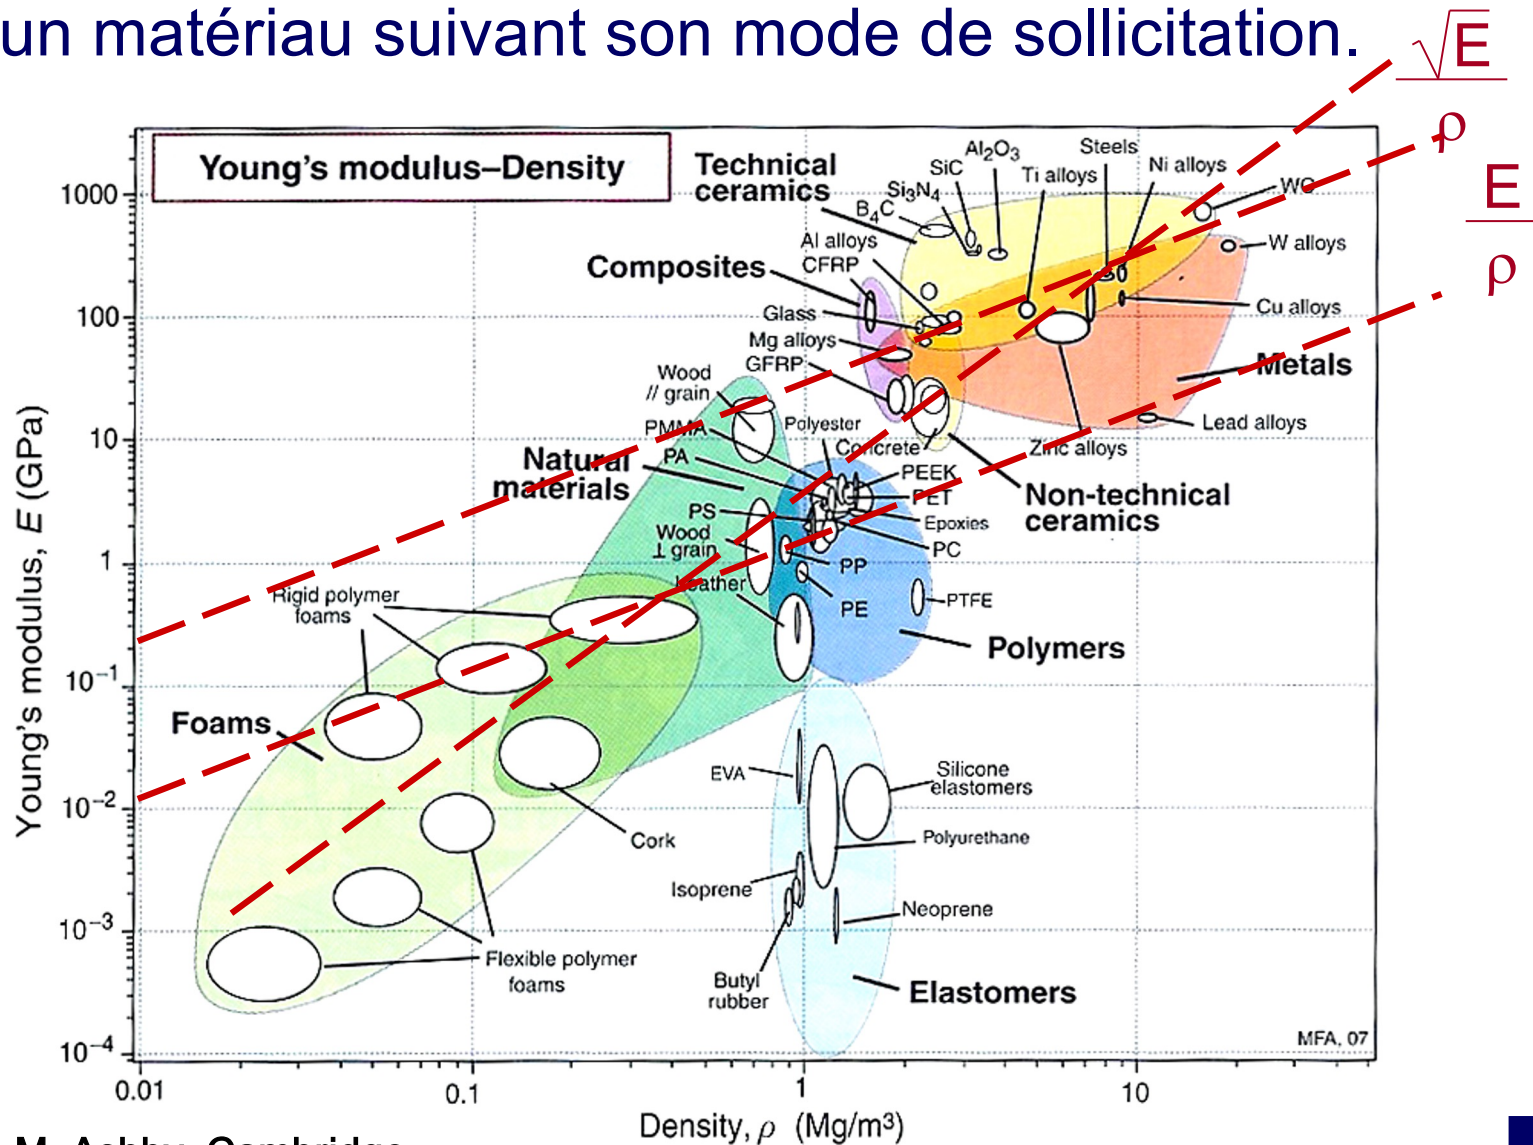 un matériau suivant son mode de sollicitation.
√E
ρ
E
ρ
Young's modulus–Density
Technical
ceramics
Al₂O₃
SiC
Si₃N₄
B₄C
Steels
Ti alloys
Ni alloys
WC
W alloys
Al alloys
CFRP
Composites
Glass
Mg alloys
GFRP
Cu alloys
Metals
Lead alloys
Zinc alloys
Wood
// grain
PMMA
Polyester
Concrete
PA
Natural
materials
PEEK
PET
Non-technical
ceramics
PS
Epoxies
Wood
⊥ grain
PC
PP
Leather
PE
PTFE
Polymers
Rigid polymer
foams
Foams
EVA
Silicone
elastomers
Cork
Polyurethane
Isoprene
Neoprene
Flexible polymer
foams
Butyl
rubber
Elastomers
MFA, 07
Young's modulus, E (GPa)
1000
100
10
1
10⁻¹
10⁻²
10⁻³
10⁻⁴
0.01
0.1
1
10
Density, ρ (Mg/m³)
M. Ashby, Cambridge